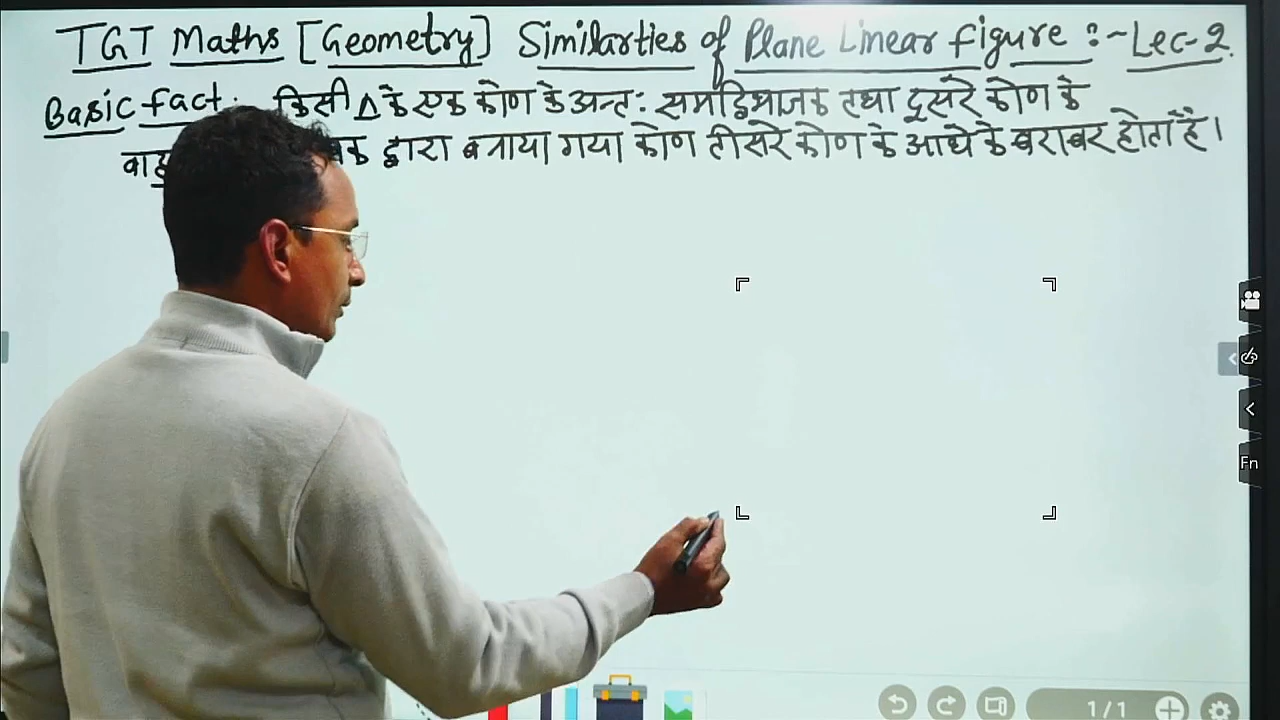 TGT Maths [Geometry] Similarties of Plane Linear figure :~ Lec-2.
Basic fact: किसी Δ के एक कोण के अन्त: समद्विभाजक तथा दूसरे कोण के
द्वारा बनाया गया कोण तीसरे कोण के आधे के बराबर होता है।
Fn
1/1